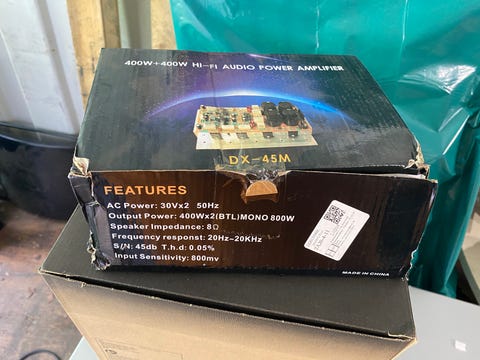 400W+400W HI-FI AUDIO POWER AMPLIFIER
DX-45M
FEATURES
AC Power: 30Vx2 50Hz
Output Power: 400Wx2(BTL)MONO 800W
Speaker Impedance: 8Ω
Frequency responst: 20Hz-20KHz
S/N: 45db T.h.d: 0.05%
Input Sensitivity: 800mv
MADE IN CHINA